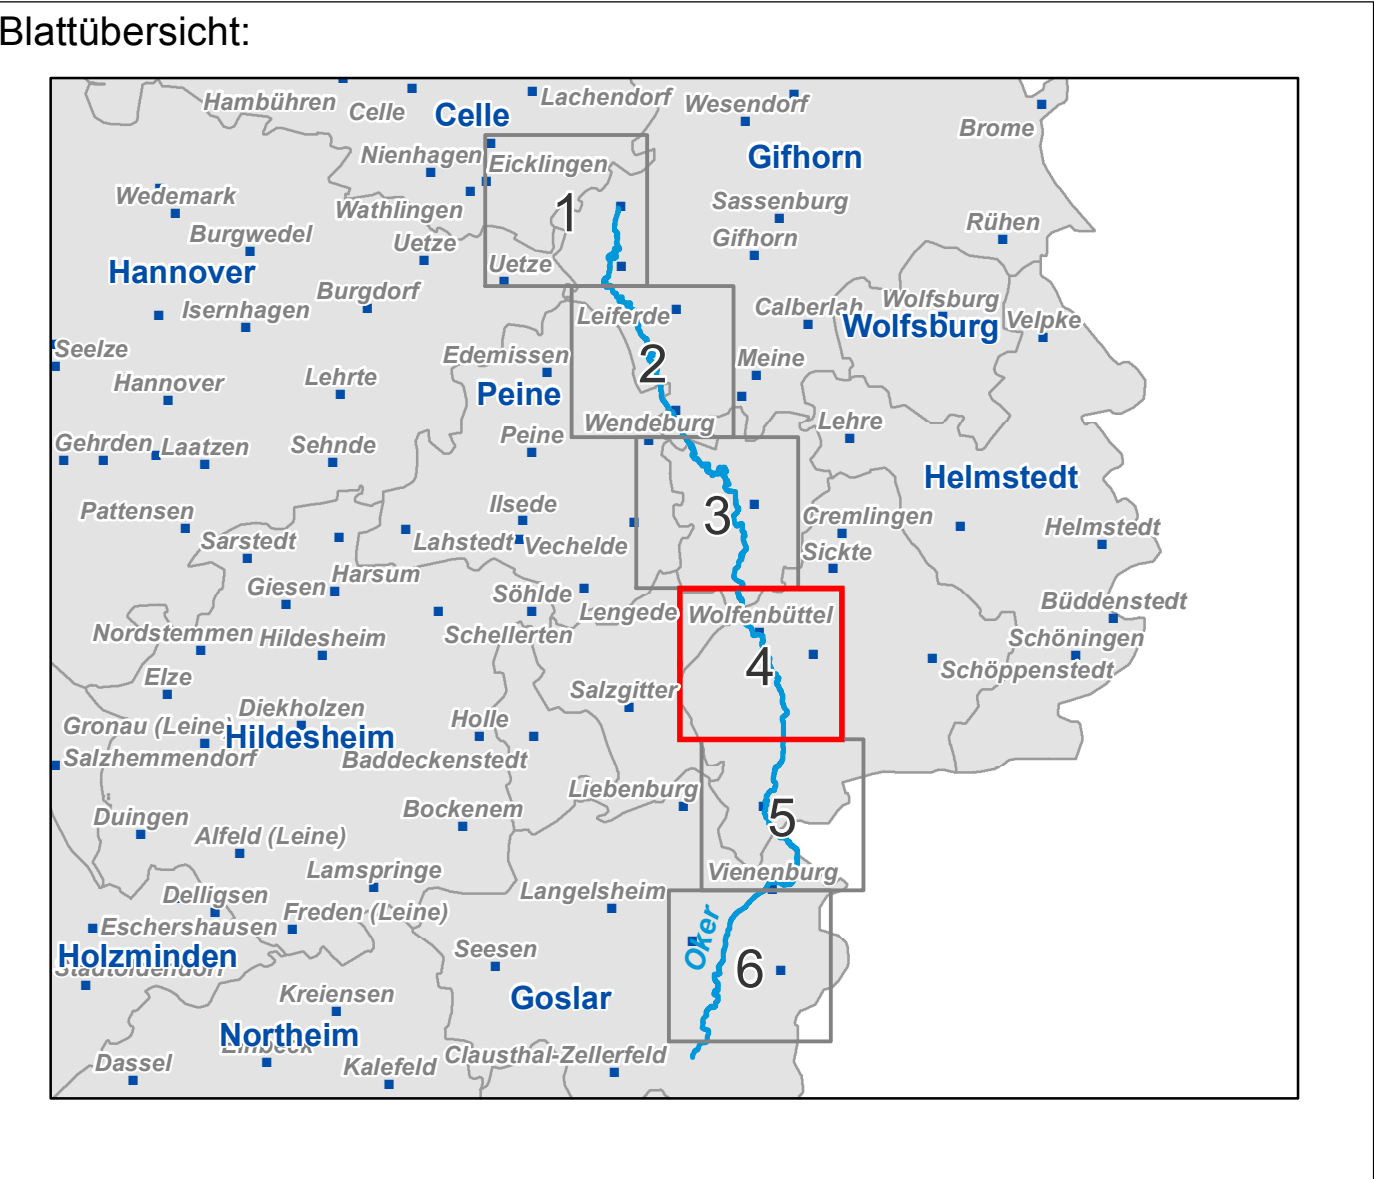 Blattübersicht:
Hambühren
Celle
Celle
Lachendorf
Wesendorf
Brome
Nienhagen
Eicklingen
Gifhorn
Wedemark
Wathlingen
1
Sassenburg
Burgwedel
Uetze
Gifhorn
Rühen
Hannover
Uetze
Isernhagen
Burgdorf
Leiferde
Calberlah
Wolfsburg
Wolfsburg
Velpke
Seelze
Edemissen
2
Meine
Hannover
Lehrte
Peine
Wendeburg
Lehre
Gehrden
Laatzen
Sehnde
Peine
Helmstedt
Pattensen
Ilsede
3
Cremlingen
Helmstedt
Sarstedt
Lahstedt
Vechelde
Sickte
Giesen
Harsum
Söhlde
Lengede
Wolfenbüttel
Büddenstedt
Nordstemmen
Hildesheim
Schellerten
Schöningen
Elze
4
Schöppenstedt
Salzgitter
Gronau (Leine)
Diekholzen
Hildesheim
Holle
Salzhemmendorf
Baddeckenstedt
Liebenburg
Duingen
Bockenem
5
Alfeld (Leine)
Lamspringe
Vienenburg
Delligsen
Langelsheim
Eschershausen
Freden (Leine)
Oker
Holzminden
Stadtoldendorf
Seesen
6
Kreiensen
Goslar
Northeim
Einbeck
Dassel
Kalefeld
Clausthal-Zellerfeld